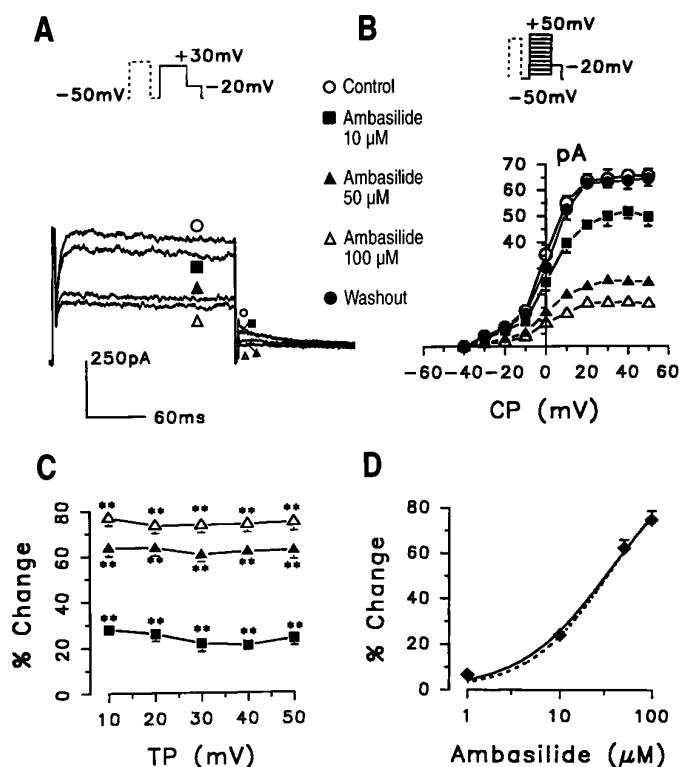 A
+30mV
−50mV
−20mV
Control
Ambasilide
10 µM
Ambasilide
50 µM
Ambasilide
100 µM
Washout
250pA
60ms
B
+50mV
−20mV
−50mV
pA
70
60
50
40
−60−40−20 0 20 40 60
CP (mV)
C
80
60
40
20
0
% Change
** ** ** ** **
** ** ** ** **
** ** ** ** **
10 20 30 40 50
TP (mV)
D
80
60
40
20
0
% Change
1 10 100
Ambasilide (µM)